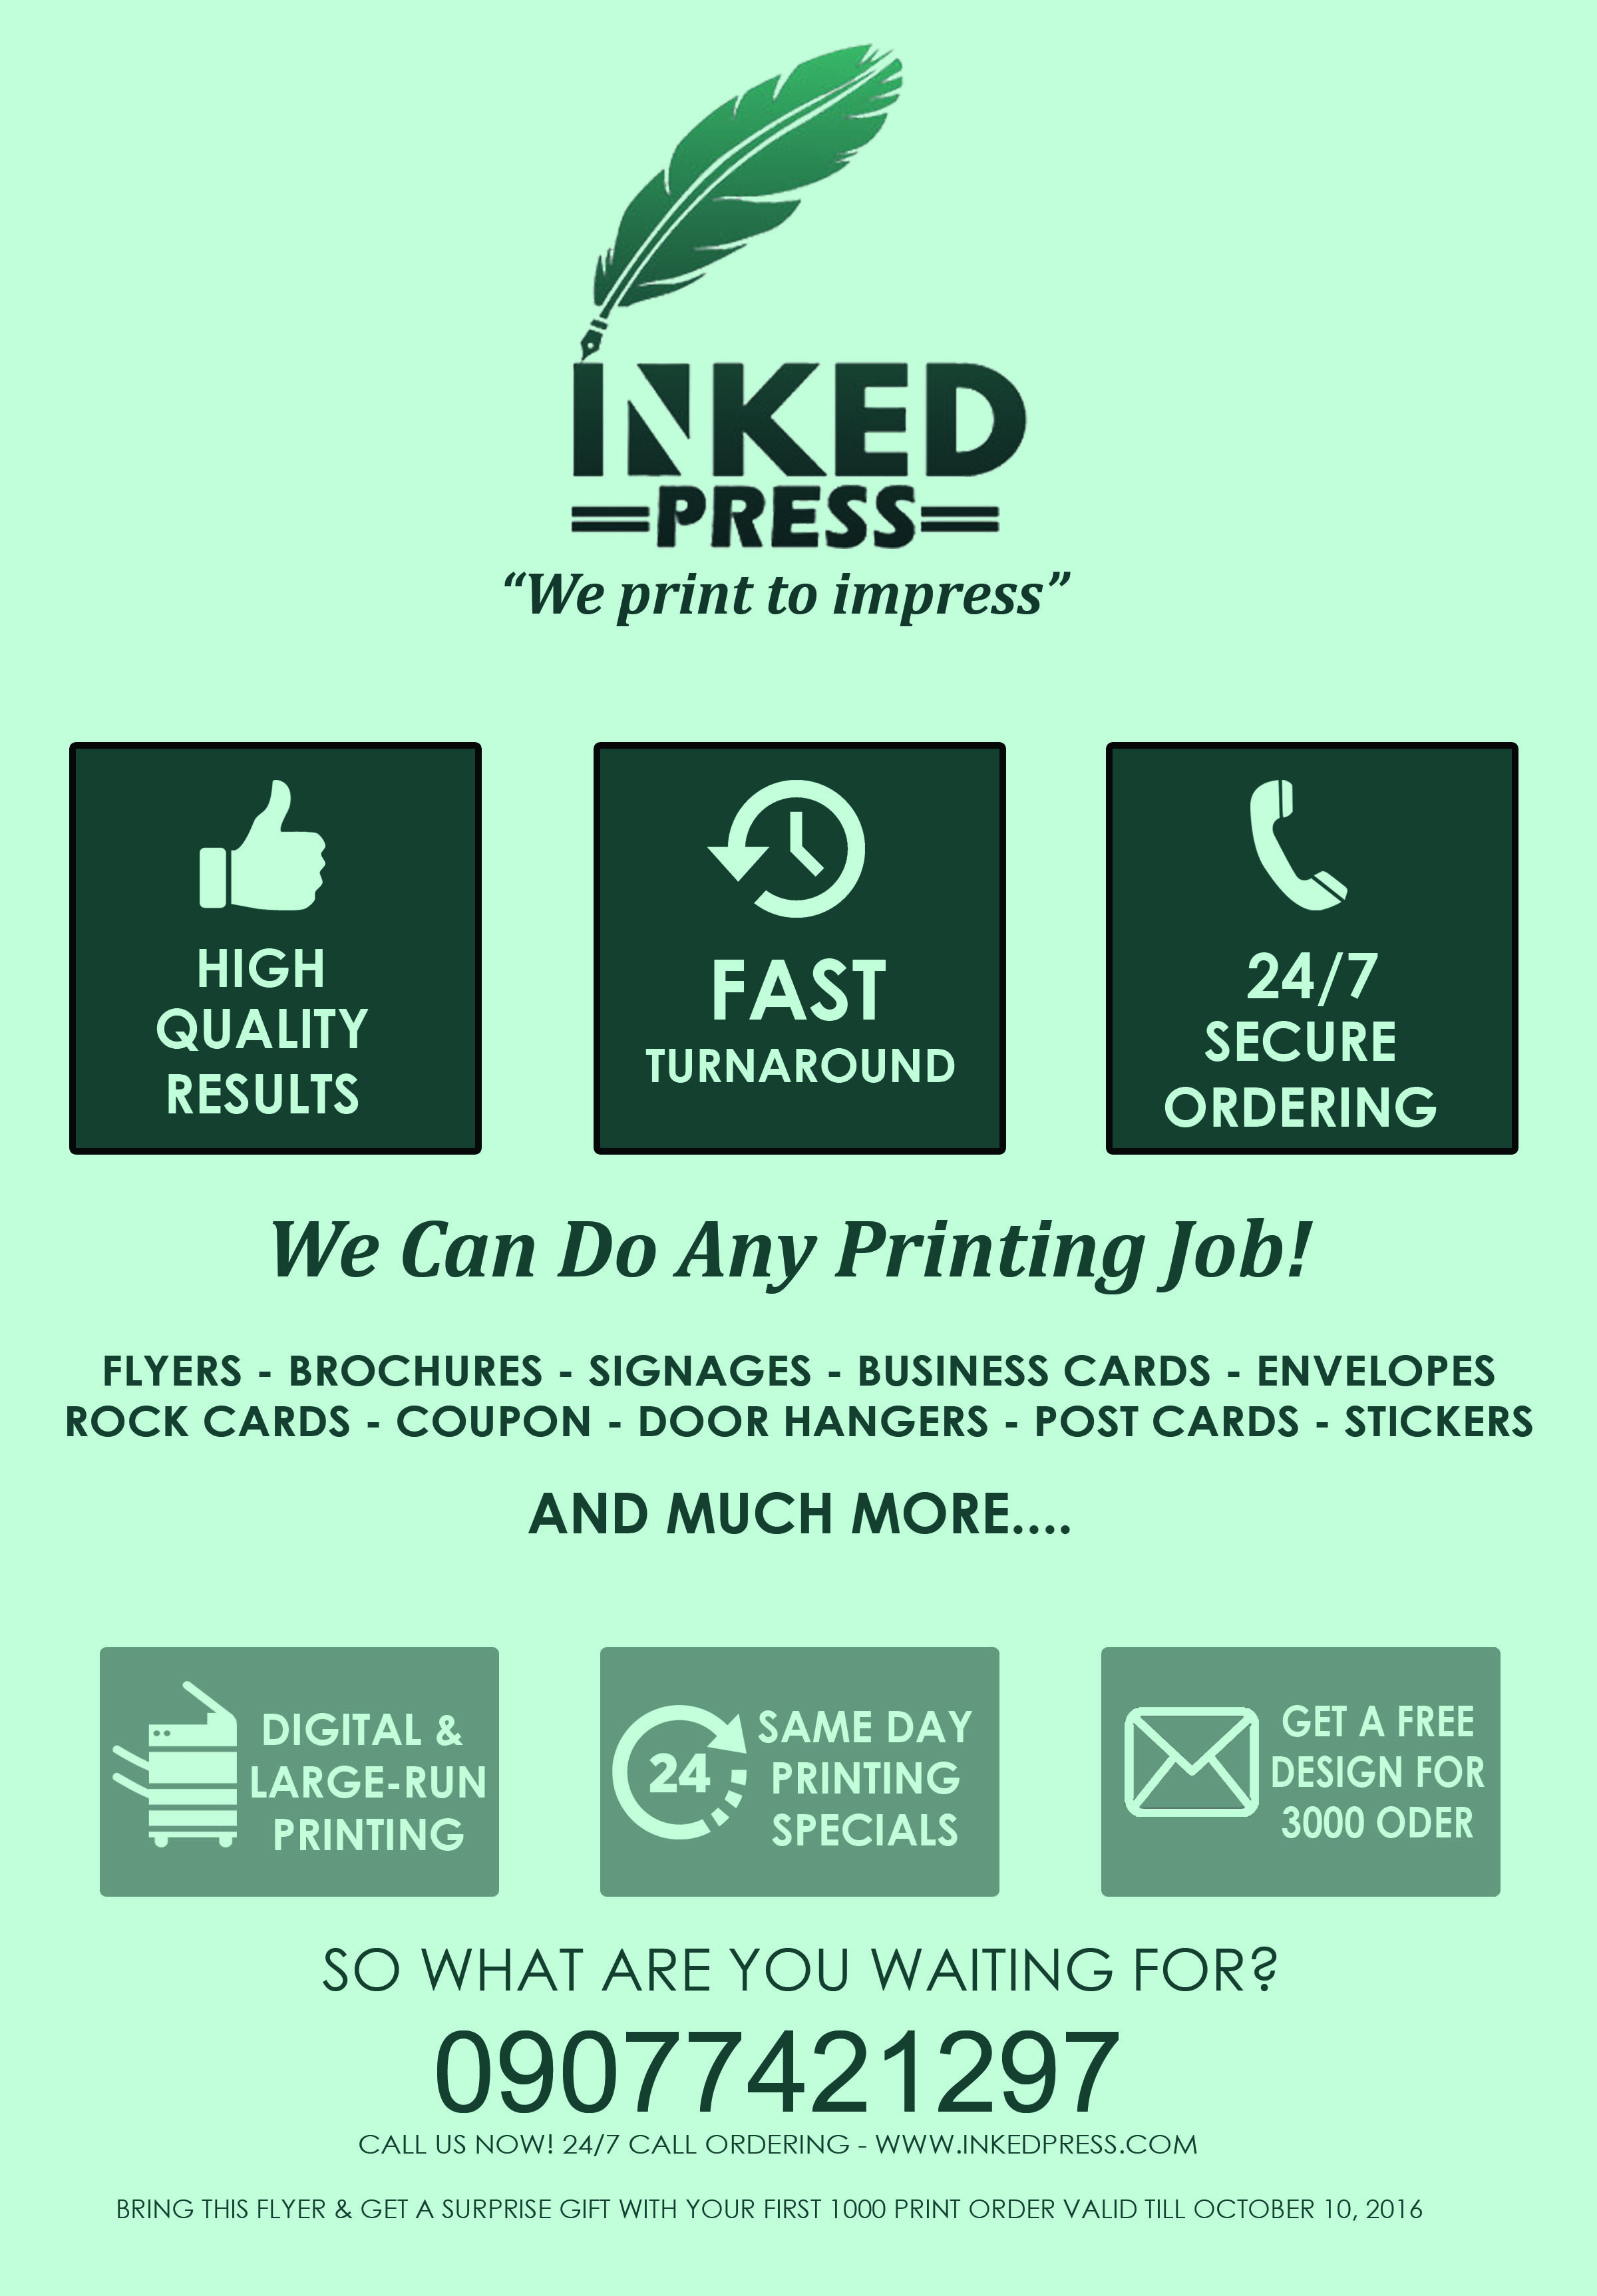 INKED
PRESS
“We print to impress”
HIGH
QUALITY
RESULTS
FAST
TURNAROUND
24/7
SECURE
ORDERING
We Can Do Any Printing Job!
FLYERS - BROCHURES - SIGNAGES - BUSINESS CARDS - ENVELOPES
ROCK CARDS - COUPON - DOOR HANGERS - POST CARDS - STICKERS
AND MUCH MORE....
DIGITAL &
LARGE-RUN
PRINTING
24
SAME DAY
PRINTING
SPECIALS
GET A FREE
DESIGN FOR
3000 ODER
SO WHAT ARE YOU WAITING FOR?
09077421297
CALL US NOW! 24/7 CALL ORDERING - WWW.INKEDPRESS.COM
BRING THIS FLYER & GET A SURPRISE GIFT WITH YOUR FIRST 1000 PRINT ORDER VALID TILL OCTOBER 10, 2016